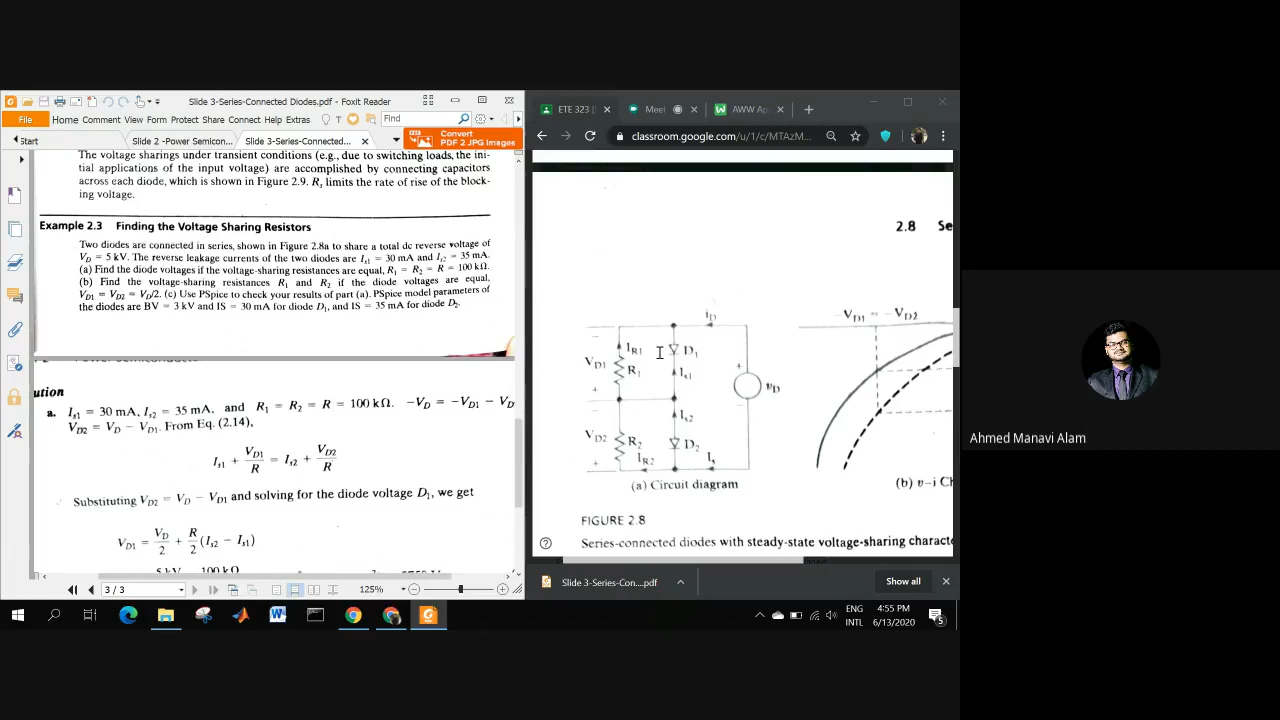 Slide 3-Series-Connected Diodes.pdf - Foxit Reader
File Home Comment View Form Protect Share Connect Help Extras
Find
Start
Slide 2 -Power Semicon...
Slide 3-Series-Connected...
Convert
PDF 2 JPG Images
The voltage sharings under transient conditions (e.g., due to switching loads, the ini-
tial applications of the input voltage) are accomplished by connecting capacitors
across each diode, which is shown in Figure 2.9. Rs limits the rate of rise of the block-
ing voltage.
Example 2.3 Finding the Voltage Sharing Resistors
Two diodes are connected in series, shown in Figure 2.8a to share a total dc reverse voltage of
VD = 5 kV. The reverse leakage currents of the two diodes are Is1 = 30 mA and Is2 = 35 mA.
(a) Find the diode voltages if the voltage-sharing resistances are equal, R1 = R2 = R = 100 kΩ.
(b) Find the voltage-sharing resistances R1 and R2 if the diode voltages are equal,
VD1 = VD2 = VD/2. (c) Use PSpice to check your results of part (a). PSpice model parameters of
the diodes are BV = 3 kV and IS = 30 mA for diode D1, and IS = 35 mA for diode D2.
ution
a. Is1 = 30 mA, Is2 = 35 mA, and R1 = R2 = R = 100 kΩ. -VD = -VD1 - VD
VD2 = VD - VD1. From Eq. (2.14),
Is1 + VD1/R = Is2 + VD2/R
Substituting VD2 = VD - VD1 and solving for the diode voltage D1, we get
VD1 = VD/2 + R/2 (Is2 - Is1)
5 kV 100 kΩ
3 / 3
125%
ETE 323
Meet
AWW Ap
classroom.google.com/u/1/c/MTAzM...
2.8 Se
iD
-VD1 = -VD2
IR1
D1
VD1
R1
Is1
+
vD
Is2
VD2
R2
D2
IR2
Is
(a) Circuit diagram
(b) v-i Ch
FIGURE 2.8
Series-connected diodes with steady-state voltage-sharing characte
Slide 3-Series-Con....pdf
Show all
ENG
INTL
4:55 PM
6/13/2020
5
Ahmed Manavi Alam